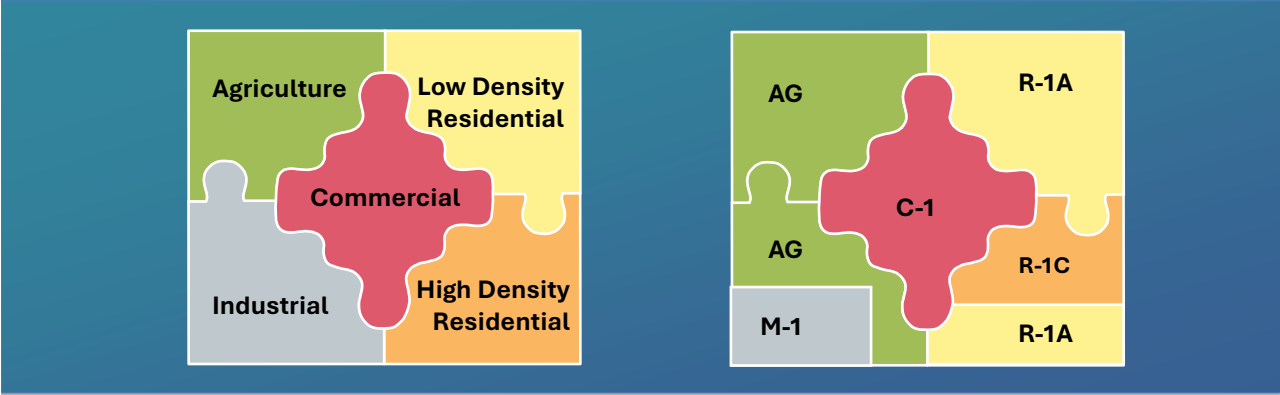 Agriculture
Low Density
Residential
Commercial
Industrial
High Density
Residential
AG
R-1A
C-1
AG
R-1C
M-1
R-1A